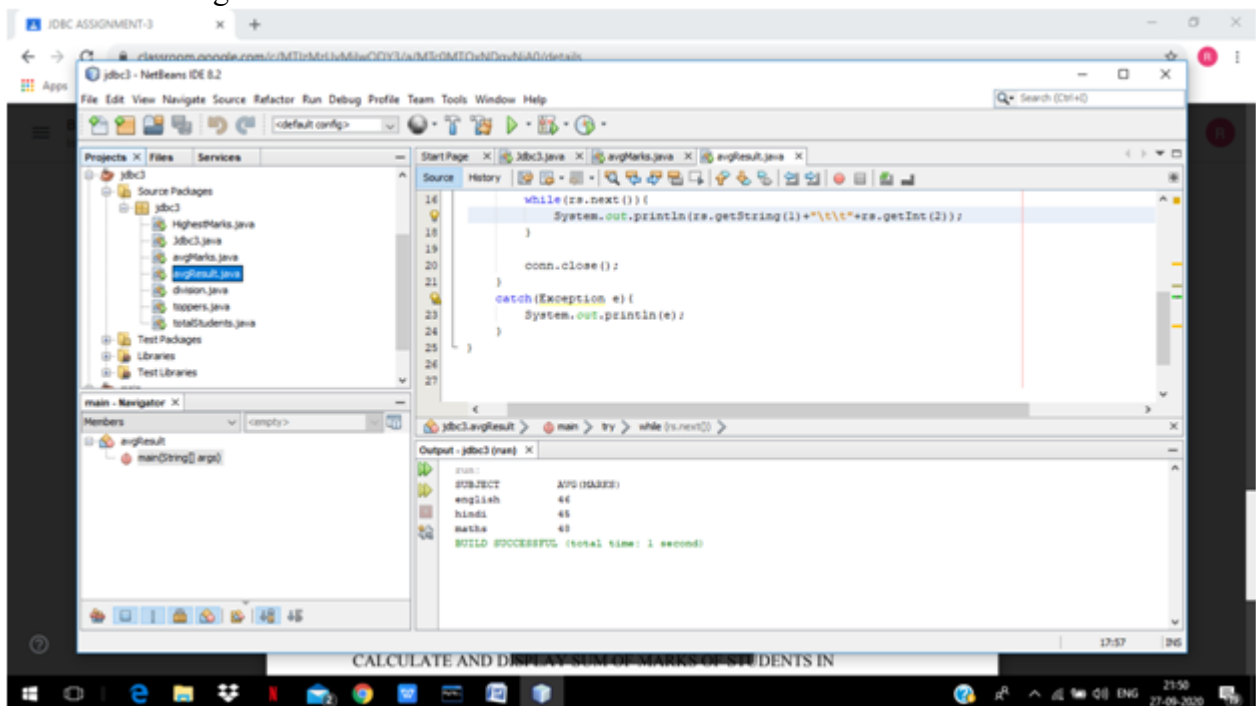 JDBC ASSIGNMENT-3
Apps
jdbc3 - NetBeans IDE 8.2
File Edit View Navigate Source Refactor Run Debug Profile Team Tools Window Help
Search (Ctrl+I)
<default config>
Projects Files Services
jdbc3
Source Packages
jdbc3
HighestMarks.java
Jdbc3.java
avgMarks.java
avgResult.java
division.java
toppers.java
totalStudents.java
Test Packages
Libraries
Test Libraries
main - Navigator
Members <empty>
avgResult
main(String[] args)
Start Page Jdbc3.java avgMarks.java avgResult.java
Source History
16 while(rs.next()){
System.out.println(rs.getString(1)+"\t\t"+rs.getInt(2));
18 }
19
20 conn.close();
21 }
catch(Exception e){
23 System.out.println(e);
24 }
25 }
26
27
jdbc3.avgResult main try while (rs.next())
Output - jdbc3 (run)
run:
SUBJECT AVG(MARKS)
english
hindi
maths
BUILD SUCCESSFUL (total time: 1 second)
17:57 INS
CALCULATE AND DISPLAY SUM OF MARKS OF STUDENTS IN
ENG
21:50
27-09-2020